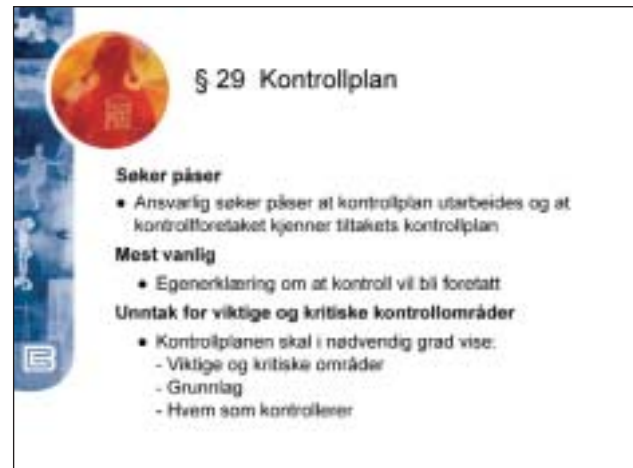 § 29 Kontrollplan
Søker påser
• Ansvarlig søker påser at kontrollplan utarbeides og at
kontrollforetaket kjenner tiltakets kontrollplan
Mest vanlig
• Egenerklæring om at kontroll vil bli foretatt
Unntak for viktige og kritiske kontrollområder
• Kontrollplanen skal i nødvendig grad vise:
- Viktige og kritiske områder
- Grunnlag
- Hvem som kontrollerer